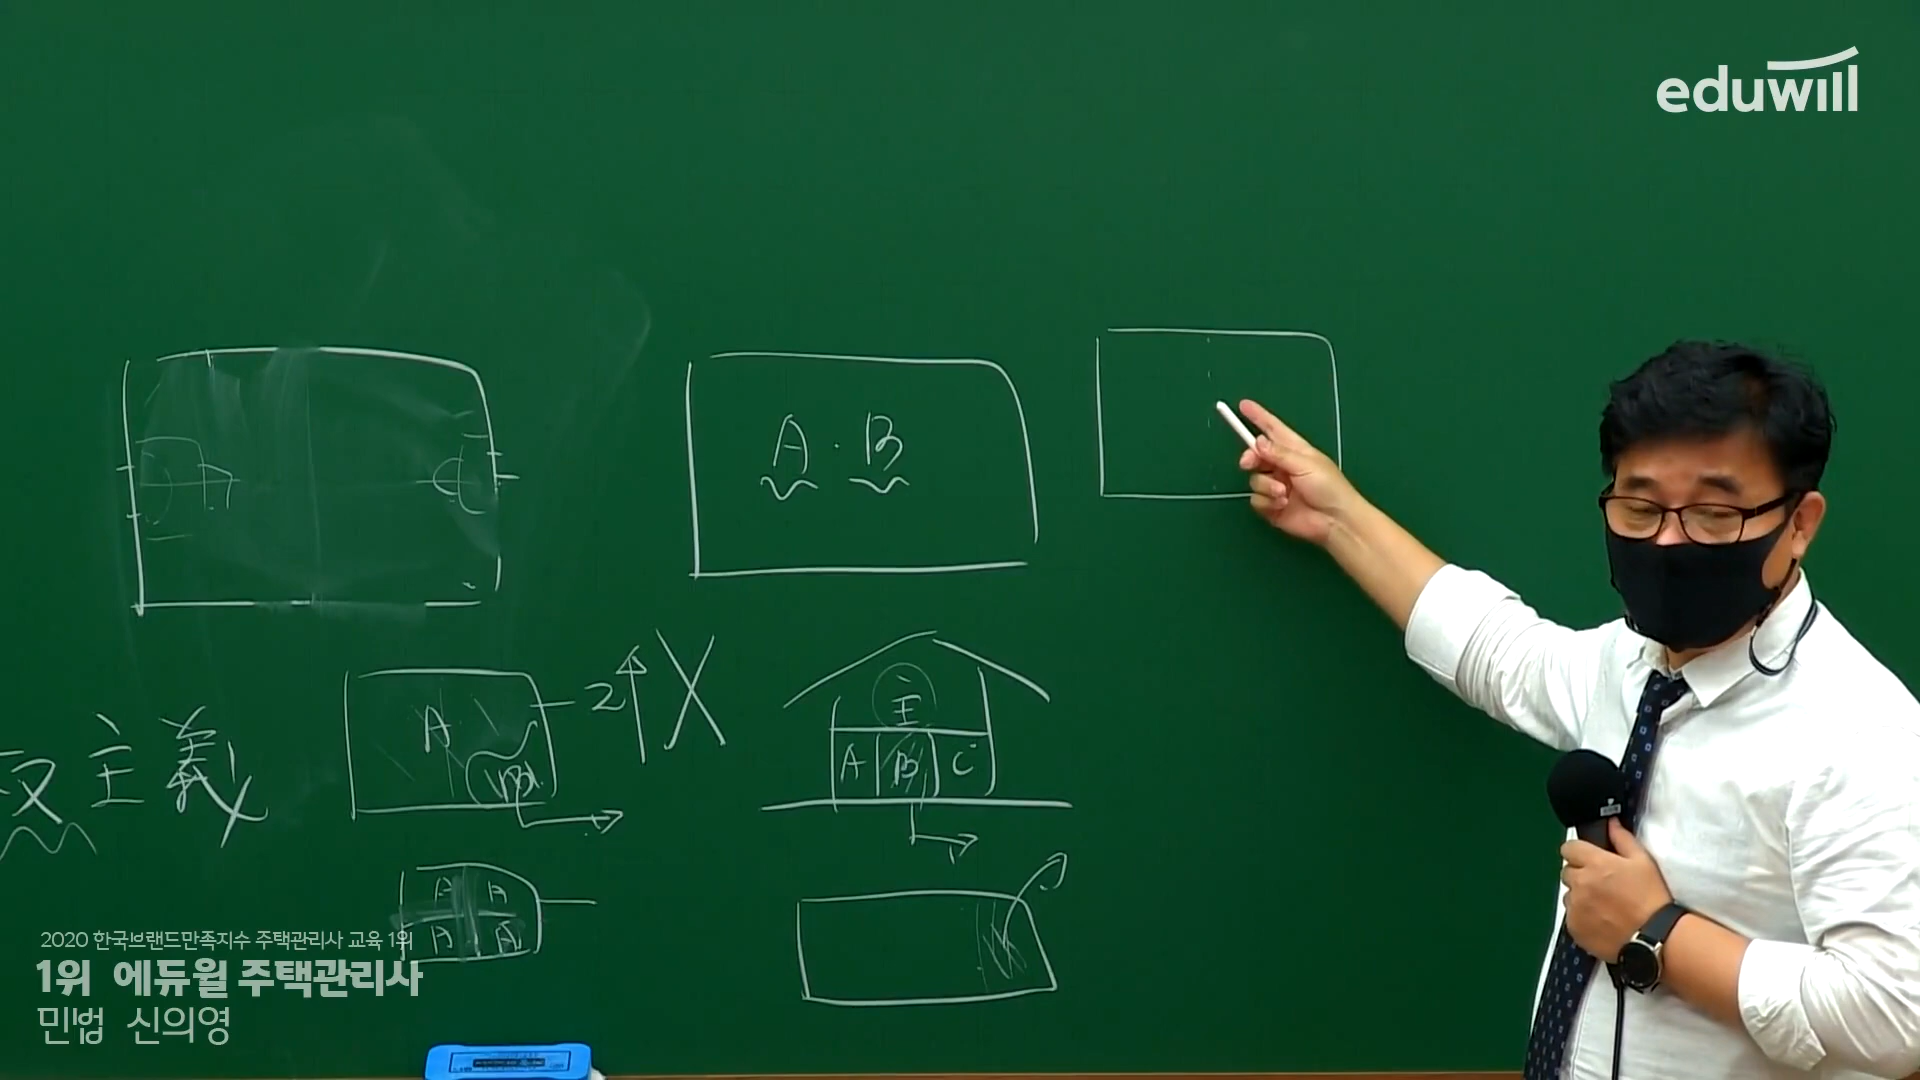 eduwill
A · B
2 X
A
B
主
A B C
主義
A A
A A
2020 한국브랜드만족지수 주택관리사 교육 1위
1위 에듀윌 주택관리사
민법 신의영